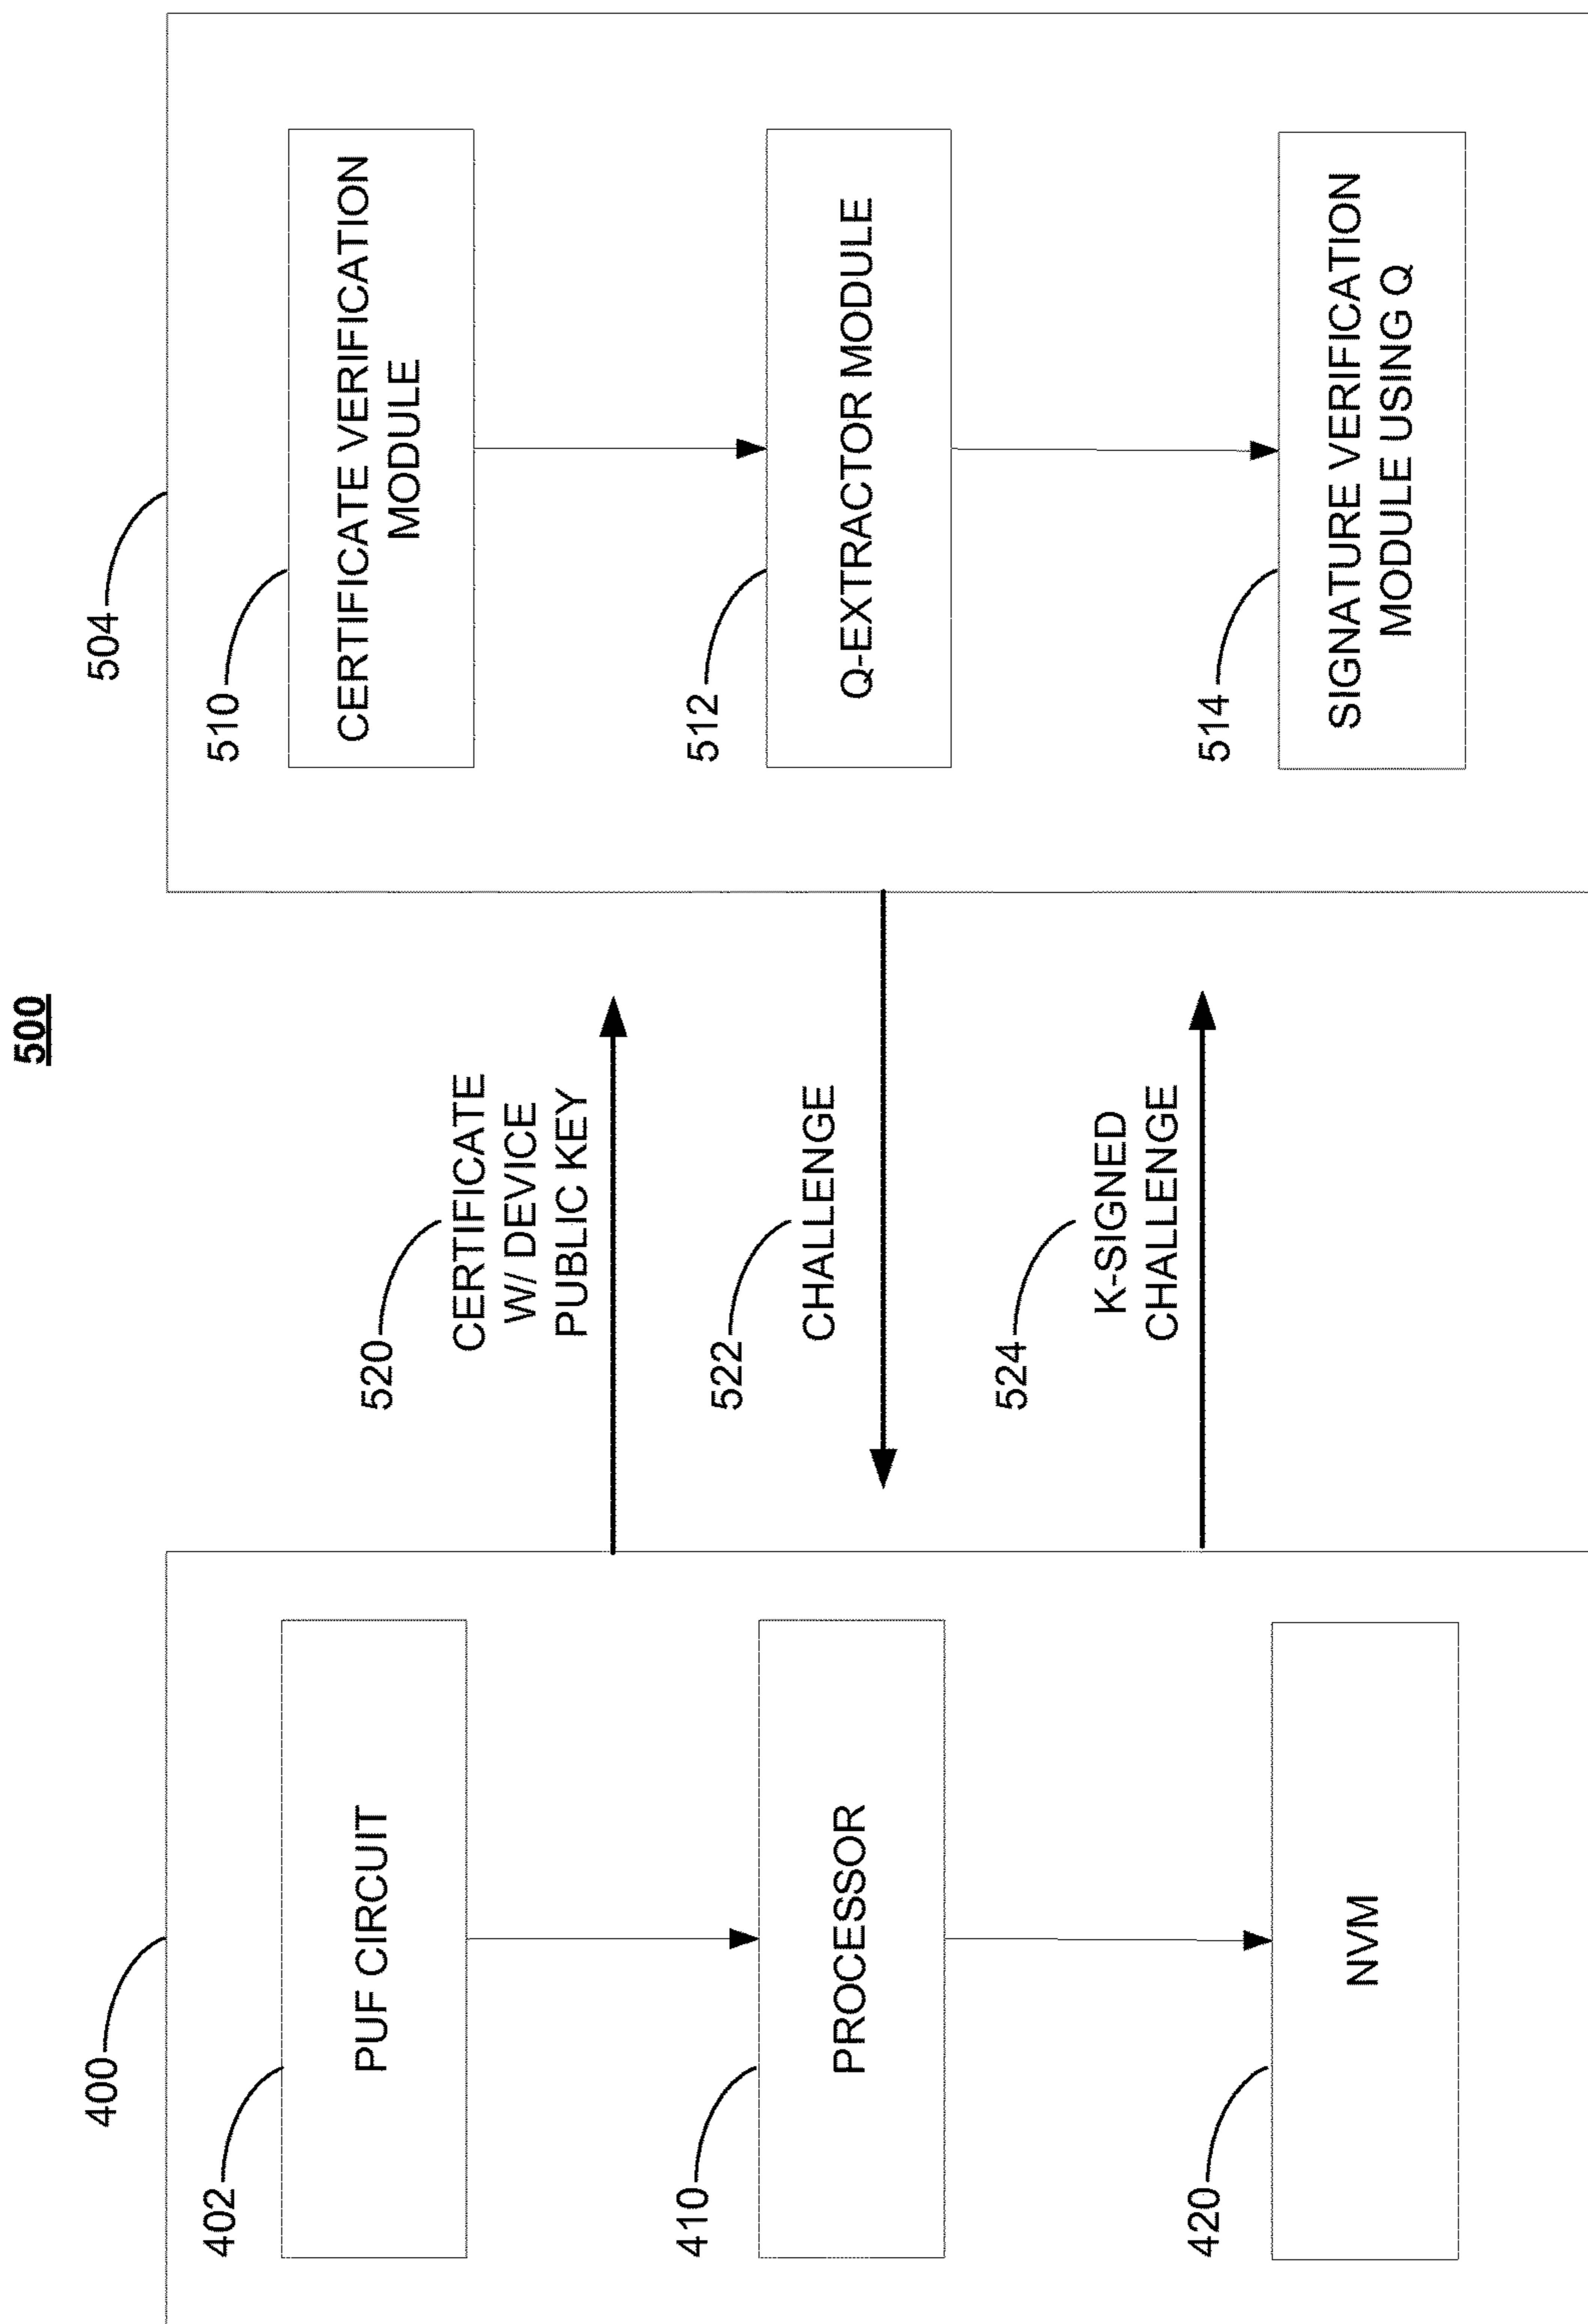 500
400
402
PUF CIRCUIT
410
PROCESSOR
420
NVM
520
CERTIFICATE
W/ DEVICE
PUBLIC KEY
522
CHALLENGE
524
K-SIGNED
CHALLENGE
504
510
CERTIFICATE VERIFICATION
MODULE
512
Q-EXTRACTOR MODULE
514
SIGNATURE VERIFICATION
MODULE USING Q